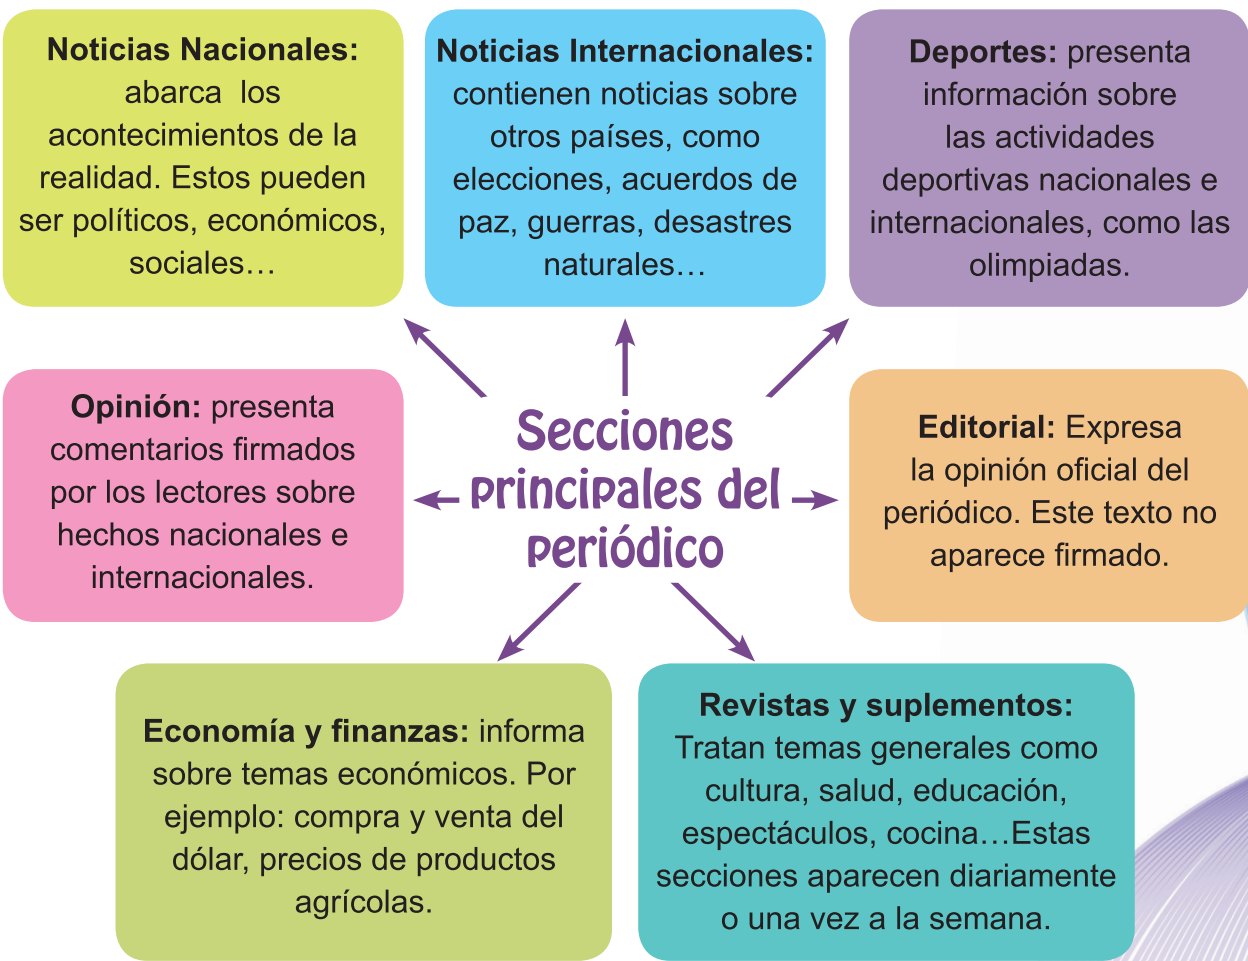 Noticias Nacionales:
abarca los
acontecimientos de la
realidad. Estos pueden
ser políticos, económicos,
sociales…
Noticias Internacionales:
contienen noticias sobre
otros países, como
elecciones, acuerdos de
paz, guerras, desastres
naturales…
Deportes: presenta
información sobre
las actividades
deportivas nacionales e
internacionales, como las
olimpiadas.
Opinión: presenta
comentarios firmados
por los lectores sobre
hechos nacionales e
internacionales.
Secciones
principales del
periódico
Editorial: Expresa
la opinión oficial del
periódico. Este texto no
aparece firmado.
Economía y finanzas: informa
sobre temas económicos. Por
ejemplo: compra y venta del
dólar, precios de productos
agrícolas.
Revistas y suplementos:
Tratan temas generales como
cultura, salud, educación,
espectáculos, cocina…Estas
secciones aparecen diariamente
o una vez a la semana.